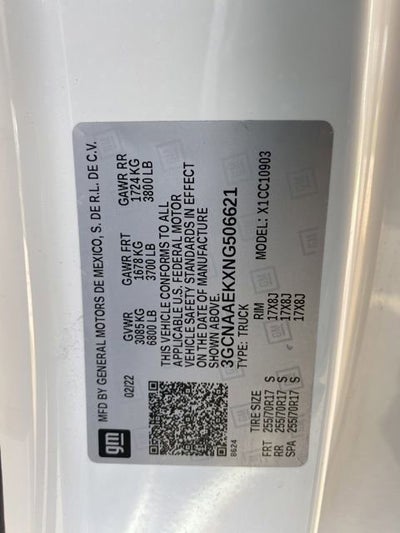 gm
MFD BY GENERAL MOTORS DE MEXICO, S. DE R.L. DE C.V.
02/22
GVWR GAWR FRT GAWR RR
3085 KG 1678 KG 1724 KG
6800 LB 3700 LB 3800 LB
THIS VEHICLE CONFORMS TO ALL
APPLICABLE U.S. FEDERAL MOTOR
VEHICLE SAFETY STANDARDS IN EFFECT
ON THE DATE OF MANUFACTURE
SHOWN ABOVE.
3GCNAAEKXNG506621
TYPE: TRUCK MODEL: X1CC10903
8624
TIRE SIZE RIM
FRT 255/70R17 S 17X8J
RR 255/70R17 S 17X8J
SPA 255/70R17 S 17X8J